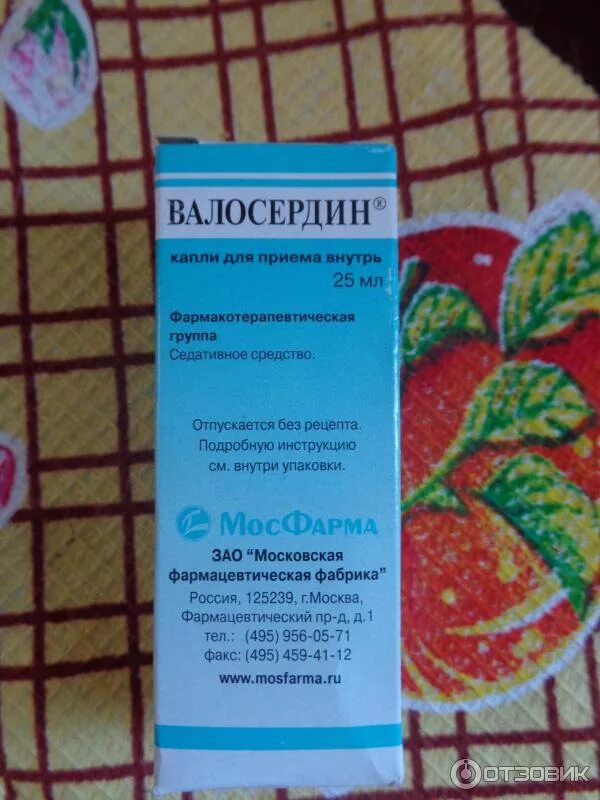 ВАЛОСЕРДИН®
капли для приема внутрь
25 мл
Фармакотерапевтическая
группа
Седативное средство.
Отпускается без рецепта.
Подробную инструкцию
см. внутри упаковки.
МосФарма
ЗАО "Московская
фармацевтическая фабрика"
Россия, 125239, г.Москва,
Фармацевтический пр-д, д.1
тел.: (495) 956-05-71
факс: (495) 459-41-12
www.mosfarma.ru
ОТЗОВИК